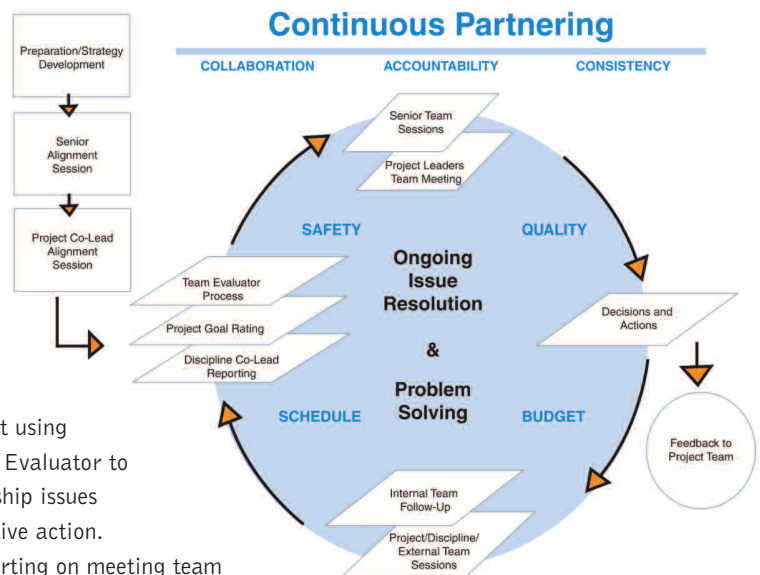 Continuous Partnering
COLLABORATION ACCOUNTABILITY CONSISTENCY
Preparation/Strategy
Development
Senior
Alignment
Session
Project Co-Lead
Alignment
Session
Senior Team
Sessions
Project Leaders
Team Meeting
SAFETY
QUALITY
Ongoing
Issue
Resolution
&
Problem
Solving
Team Evaluator
Process
Project Goal Rating
Discipline Co-Lead
Reporting
Decisions and
Actions
SCHEDULE
BUDGET
Feedback to
Project Team
Internal Team
Follow-Up
Project/Discipline/
External Team
Sessions
t using
Evaluator to
ship issues
tive action.
rting on meeting team